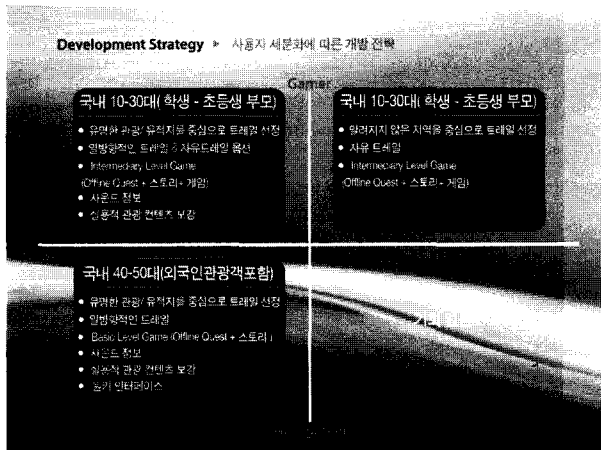 Development Strategy ▶ 사용자 세분화에 따른 개발 전략
Gamer
국내 10-30대( 학생 - 초등생 부모)
● 유명한 관광/ 유적지를 중심으로 트레일 선정
● 일방향적인 트레일 & 자유트레일 옵션
● Intermediary Level Game
(Offline Quest + 스토리+ 게임)
● 사운드 정보
● 실용적 관광 컨텐츠 보강
국내 10-30대( 학생 - 초등생 부모)
● 알려지지 않은 지역을 중심으로 트레일 선정
● 자유 트레일
● Intermediary Level Game
(Offline Quest + 스토리+ 게임)
국내 40-50대(외국인관광객포함)
● 유명한 관광/ 유적지를 중심으로 트레일 선정
● 일방향적인 트레일
● Basic Level Game (Offline Quest + 스토리 )
● 사운드 정보
● 실용적 관광 컨텐츠 보강
● 인터페이스